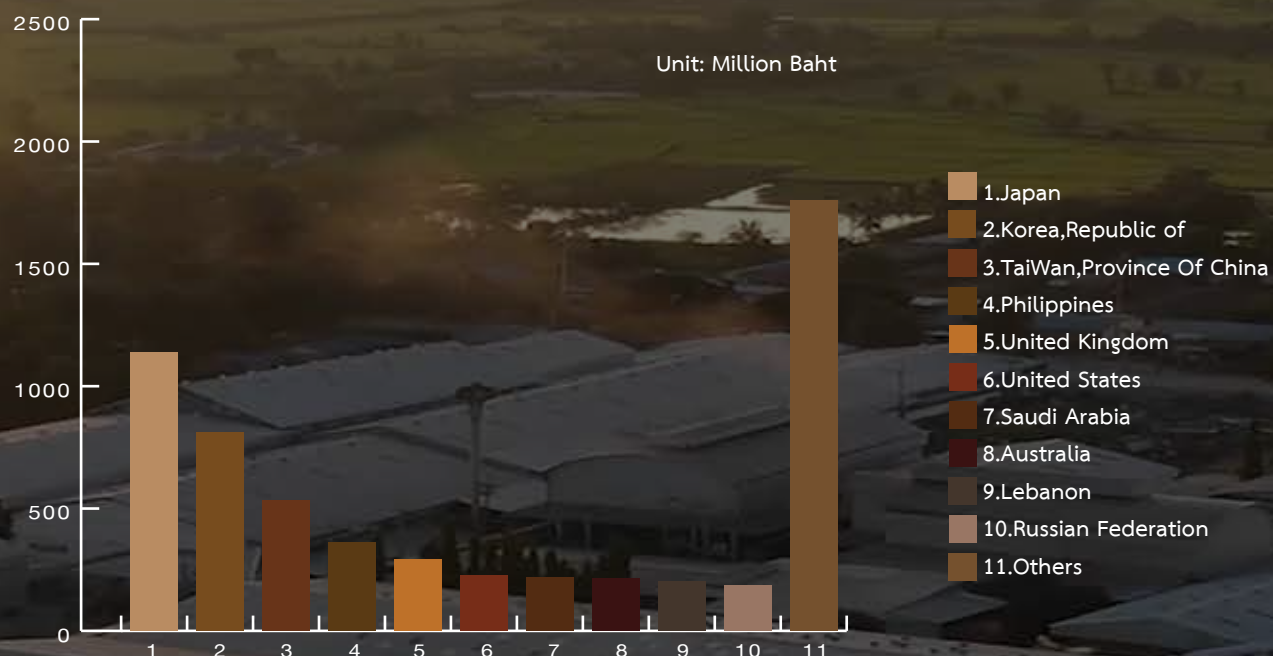 2500
2000
1500
1000
500
0
Unit: Million Baht
1 2 3 4 5 6 7 8 9 10 11
1.Japan
2.Korea,Republic of
3.TaiWan,Province Of China
4.Philippines
5.United Kingdom
6.United States
7.Saudi Arabia
8.Australia
9.Lebanon
10.Russian Federation
11.Others